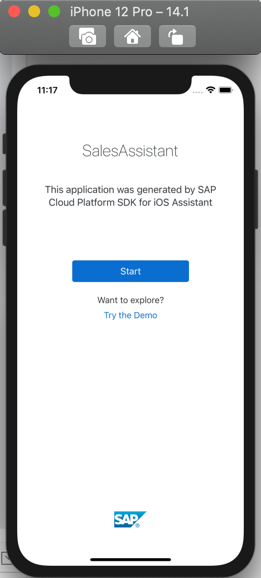 iPhone 12 Pro – 14.1
11:17
SalesAssistant
This application was generated by SAP
Cloud Platform SDK for iOS Assistant
Start
Want to explore?
Try the Demo
SAP